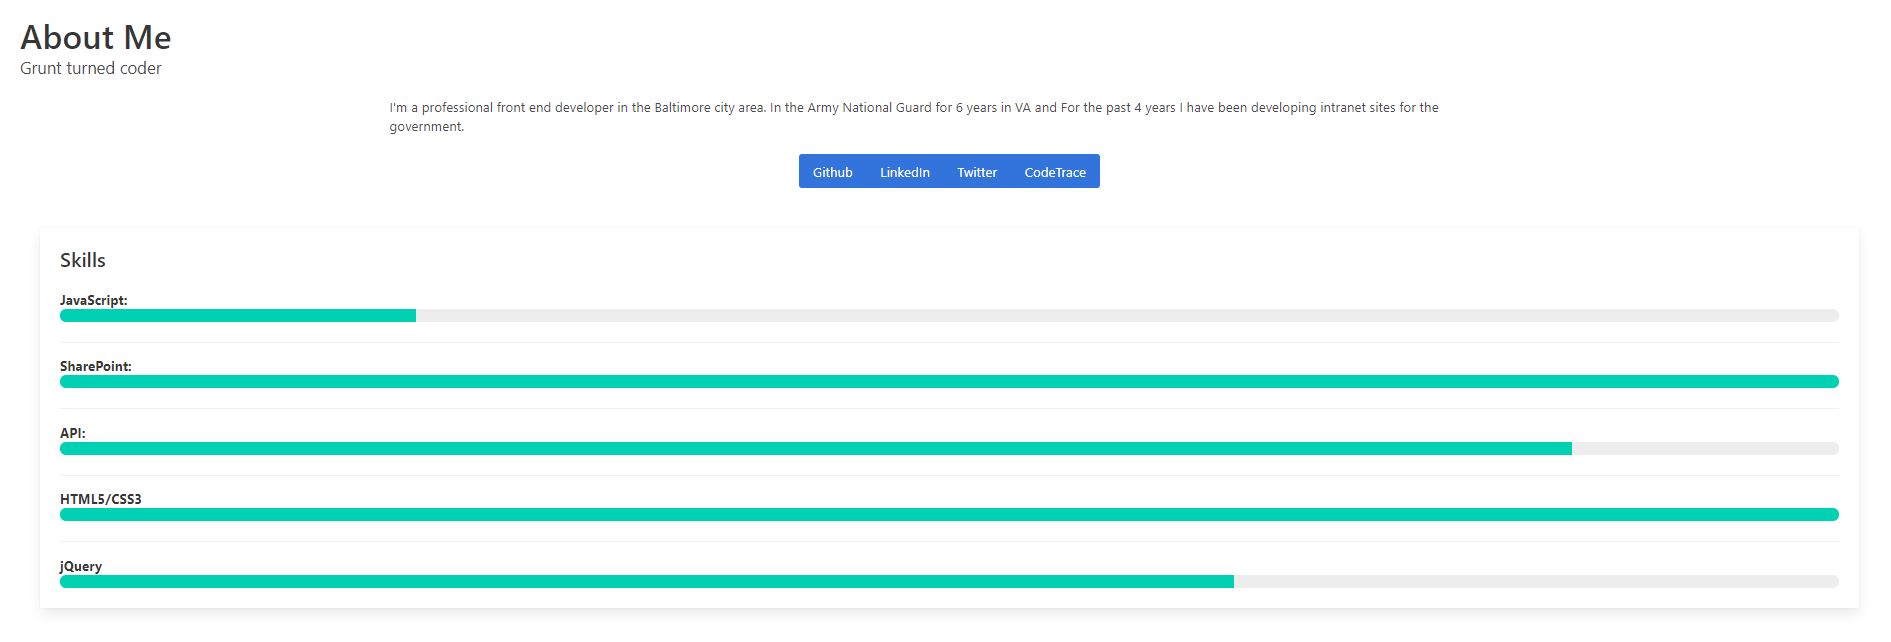 About Me
Grunt turned coder
I'm a professional front end developer in the Baltimore city area. In the Army National Guard for 6 years in VA and For the past 4 years I have been developing intranet sites for the
government.
Github LinkedIn Twitter CodeTrace
Skills
JavaScript:
SharePoint:
API:
HTML5/CSS3
jQuery